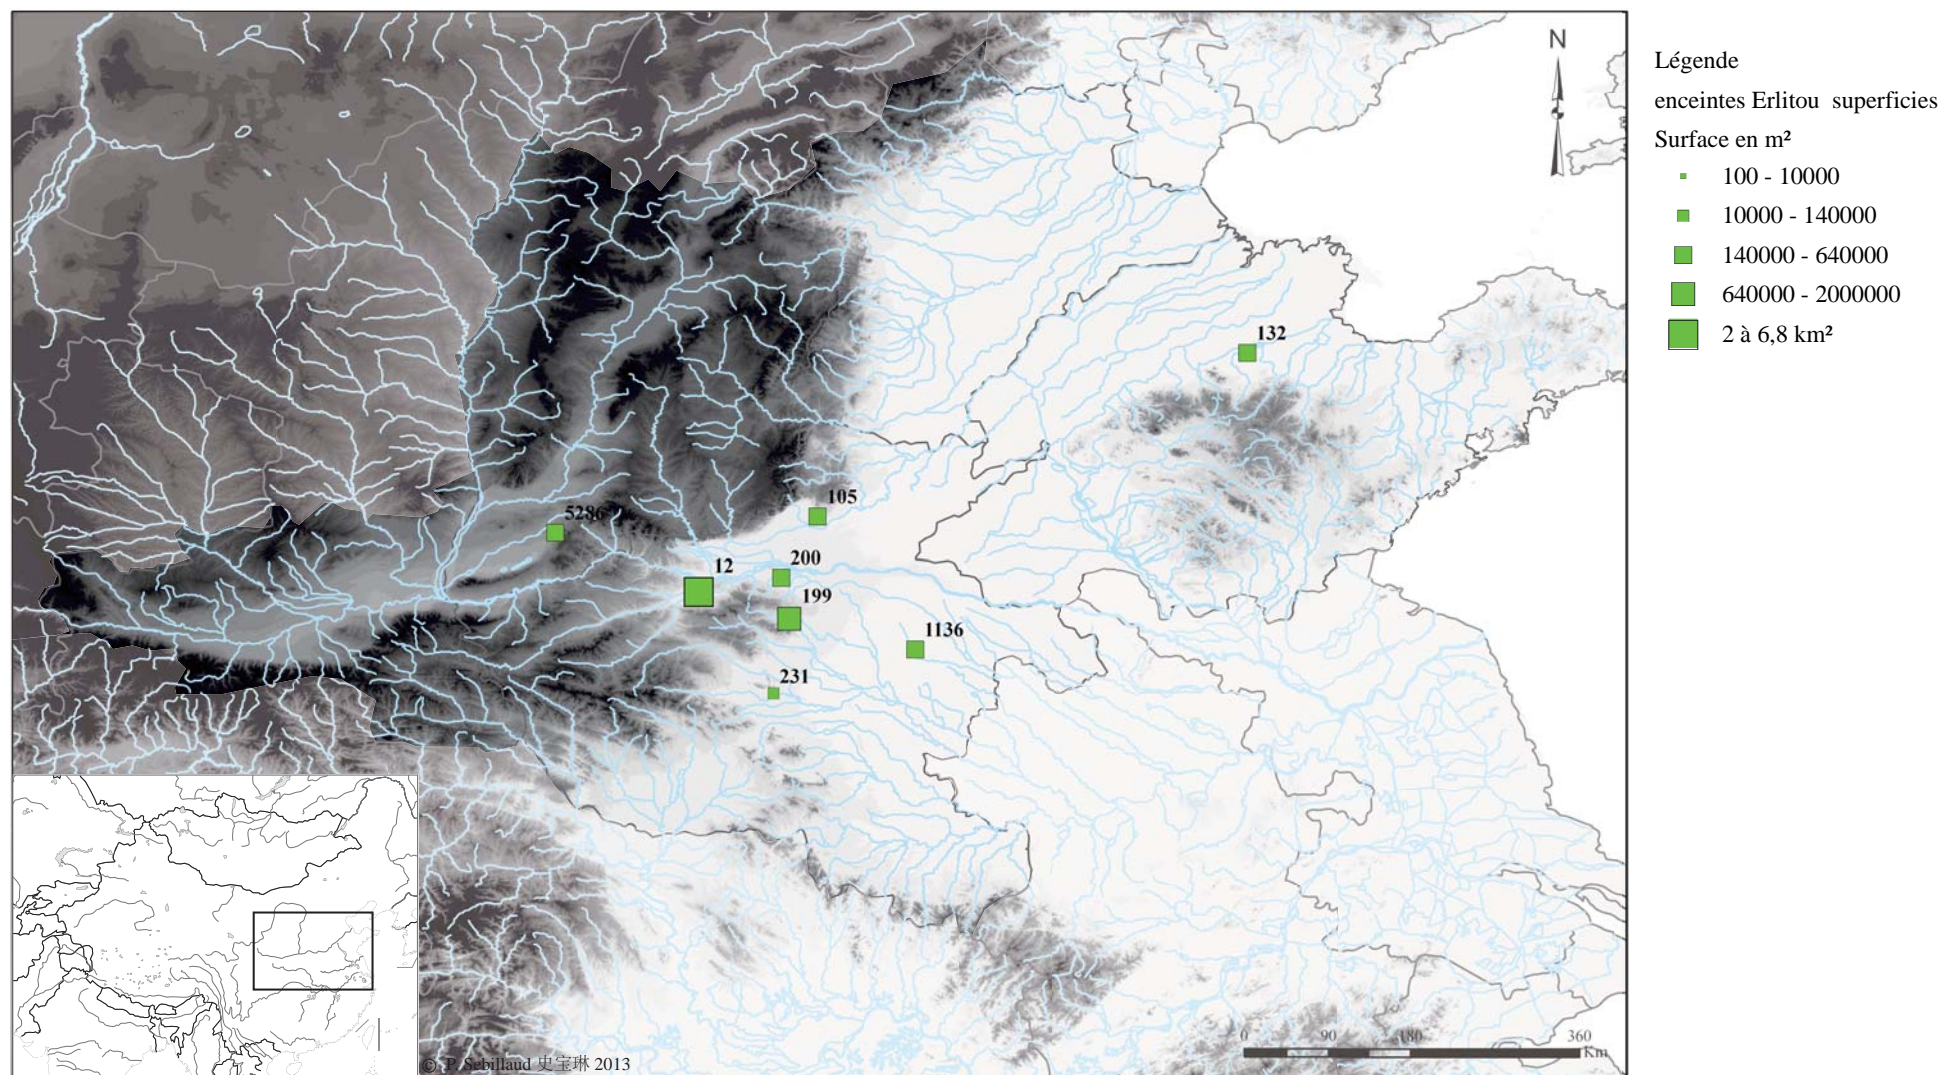 N
Légende
enceintes Erlitou superficies
Surface en m²
100 - 10000
10000 - 140000
140000 - 640000
640000 - 2000000
2 à 6,8 km²
132
105
5286
12
200
199
1136
231
0 90 180 360
Km
© P. Sebillaud 史宝琳 2013